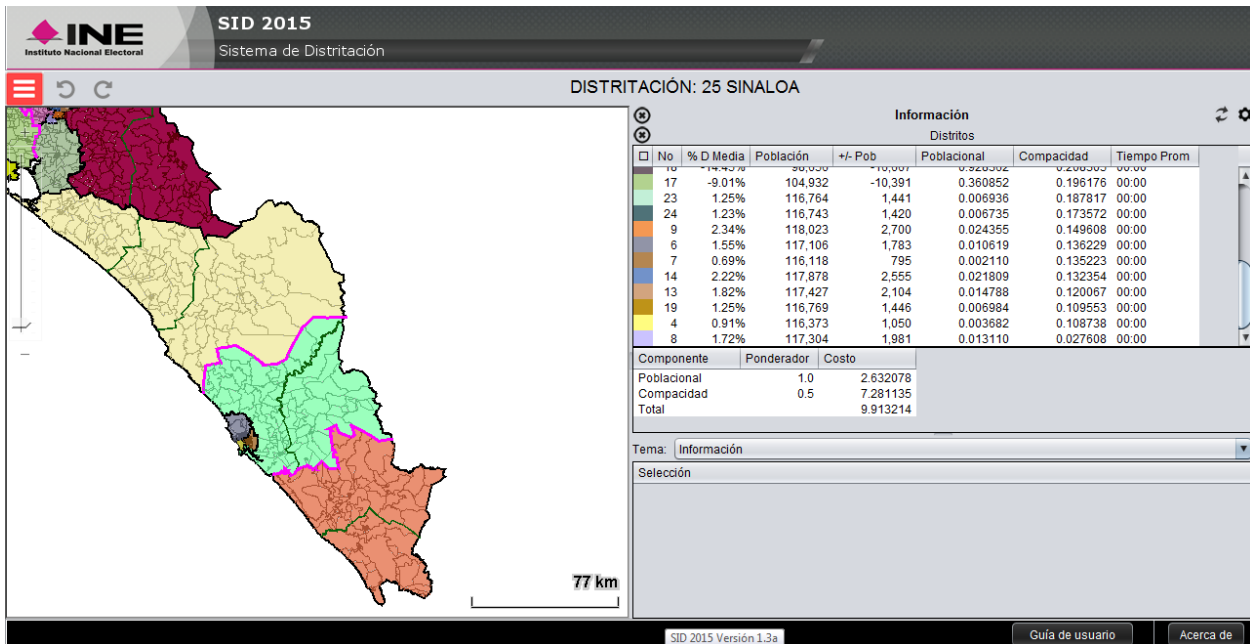 INE
Instituto Nacional Electoral
SID 2015
Sistema de Distritación
DISTRITACIÓN: 25 SINALOA
Información
Distritos
No % D Media Población +/- Pob Poblacional Compacidad Tiempo Prom
17 -9.01% 104,932 -10,391 0.360852 0.196176 00:00
23 1.25% 116,764 1,441 0.006936 0.187817 00:00
24 1.23% 116,743 1,420 0.006735 0.173572 00:00
9 2.34% 118,023 2,700 0.024355 0.149608 00:00
6 1.55% 117,106 1,783 0.010619 0.136229 00:00
7 0.69% 116,118 795 0.002110 0.135223 00:00
14 2.22% 117,878 2,555 0.021809 0.132354 00:00
13 1.82% 117,427 2,104 0.014788 0.120067 00:00
19 1.25% 116,769 1,446 0.006984 0.109553 00:00
4 0.91% 116,373 1,050 0.003682 0.108738 00:00
8 1.72% 117,304 1,981 0.013110 0.027608 00:00
Componente Ponderador Costo
Poblacional 1.0 2.632078
Compacidad 0.5 7.281135
Total 9.913214
Tema: Información
Selección
77 km
SID 2015 Versión 1.3a
Guía de usuario
Acerca de